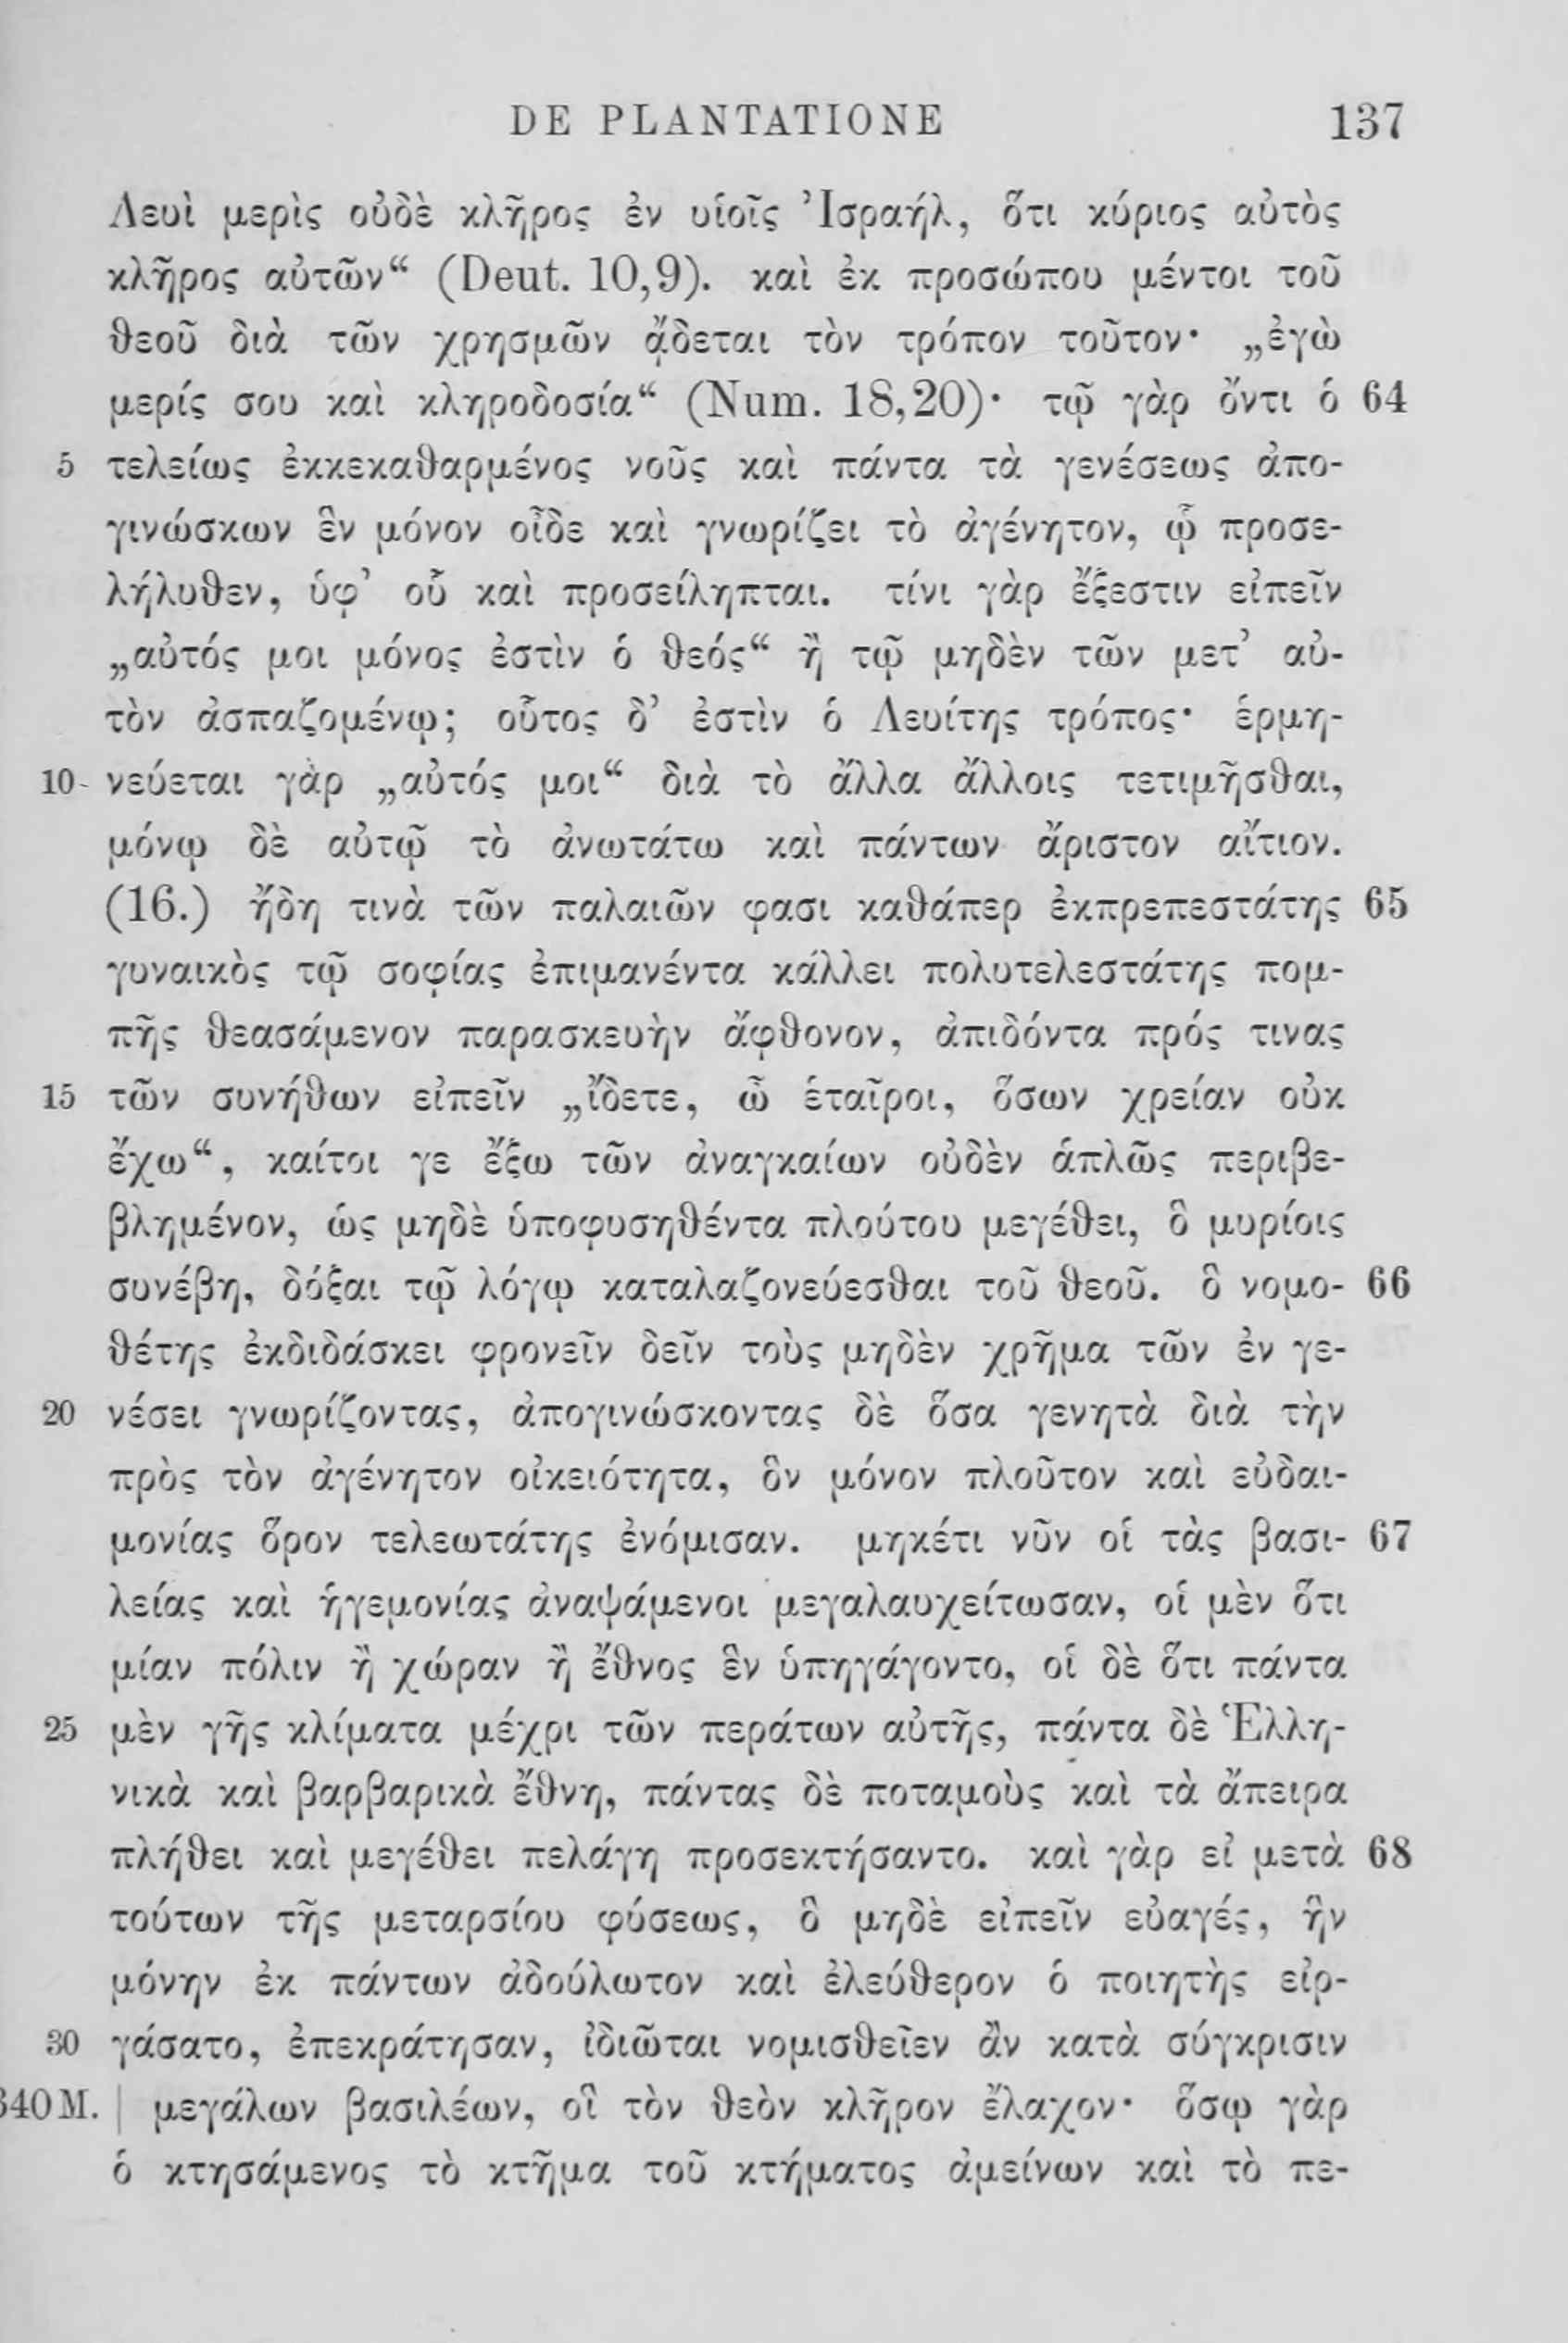 DE PLANTATIONE 137
Λευὶ μερὶς οὐδὲ κλῆρος ἐν υἱοῖς Ἰσραήλ, ὅτι κύριος αὐτὸς
κλῆρος αὐτῶν“ (Deut. 10,9). καὶ ἐκ προσώπου μέντοι τοῦ
θεοῦ διὰ τῶν χρησμῶν ᾄδεται τὸν τρόπον τοῦτον· „ἐγὼ
μερίς σου καὶ κληροδοσία“ (Num. 18,20)· τῷ γὰρ ὄντι ὁ 64
5 τελείως ἐκκεκαθαρμένος νοῦς καὶ πάντα τὰ γενέσεως ἀπο-
γινώσκων ἓν μόνον οἶδε καὶ γνωρίζει τὸ ἀγένητον, ᾧ προσε-
λήλυθεν, ὑφ’ οὗ καὶ προσείληπται. τίνι γὰρ ἔξεστιν εἰπεῖν
„αὐτός μοι μόνος ἐστὶν ὁ θεός“ ἢ τῷ μηδὲν τῶν μετ’ αὐ-
τὸν ἀσπαζομένῳ; οὗτος δ’ ἐστὶν ὁ Λευίτης τρόπος· ἑρμη-
10 νεύεται γὰρ „αὐτός μοι“ διὰ τὸ ἄλλα ἄλλοις τετιμῆσθαι,
μόνῳ δὲ αὐτῷ τὸ ἀνωτάτω καὶ πάντων ἄριστον αἴτιον.
(16.) ἤδη τινὰ τῶν παλαιῶν φασι καθάπερ ἐκπρεπεστάτης 65
γυναικὸς τῷ σοφίας ἐπιμανέντα κάλλει πολυτελεστάτης πομ-
πῆς θεασάμενον παρασκευὴν ἄφθονον, ἀπιδόντα πρός τινας
15 τῶν συνήθων εἰπεῖν „ἴδετε, ὦ ἑταῖροι, ὅσων χρείαν οὐκ
ἔχω“, καίτοι γε ἔξω τῶν ἀναγκαίων οὐδὲν ἁπλῶς περιβε-
βλημένον, ὡς μηδὲ ὑποφυσηθέντα πλούτου μεγέθει, ὃ μυρίοις
συνέβη, δόξαι τῷ λόγῳ καταλαζονεύεσθαι τοῦ θεοῦ. ὃ νομο- 66
θέτης ἐκδιδάσκει φρονεῖν δεῖν τοὺς μηδὲν χρῆμα τῶν ἐν γε-
20 νέσει γνωρίζοντας, ἀπογινώσκοντας δὲ ὅσα γενητὰ διὰ τὴν
πρὸς τὸν ἀγένητον οἰκειότητα, ὃν μόνον πλοῦτον καὶ εὐδαι-
μονίας ὅρον τελεωτάτης ἐνόμισαν. μηκέτι νῦν οἱ τὰς βασι- 67
λείας καὶ ἡγεμονίας ἀναψάμενοι μεγαλαυχείτωσαν, οἱ μὲν ὅτι
μίαν πόλιν ἢ χώραν ἢ ἔθνος ἓν ὑπηγάγοντο, οἱ δὲ ὅτι πάντα
25 μὲν γῆς κλίματα μέχρι τῶν περάτων αὐτῆς, πάντα δὲ Ἑλλη-
νικὰ καὶ βαρβαρικὰ ἔθνη, πάντας δὲ ποταμοὺς καὶ τὰ ἄπειρα
πλήθει καὶ μεγέθει πελάγη προσεκτήσαντο. καὶ γὰρ εἰ μετὰ 68
τούτων τῆς μεταρσίου φύσεως, ὃ μηδὲ εἰπεῖν εὐαγές, ἣν
μόνην ἐκ πάντων ἀδούλωτον καὶ ἐλεύθερον ὁ ποιητὴς εἰρ-
30 γάσατο, ἐπεκράτησαν, ἰδιῶται νομισθεῖεν ἂν κατὰ σύγκρισιν
340 M. | μεγάλων βασιλέων, οἳ τὸν θεὸν κλῆρον ἔλαχον· ὅσῳ γὰρ
ὁ κτησάμενος τὸ κτῆμα τοῦ κτήματος ἀμείνων καὶ τὸ πε-